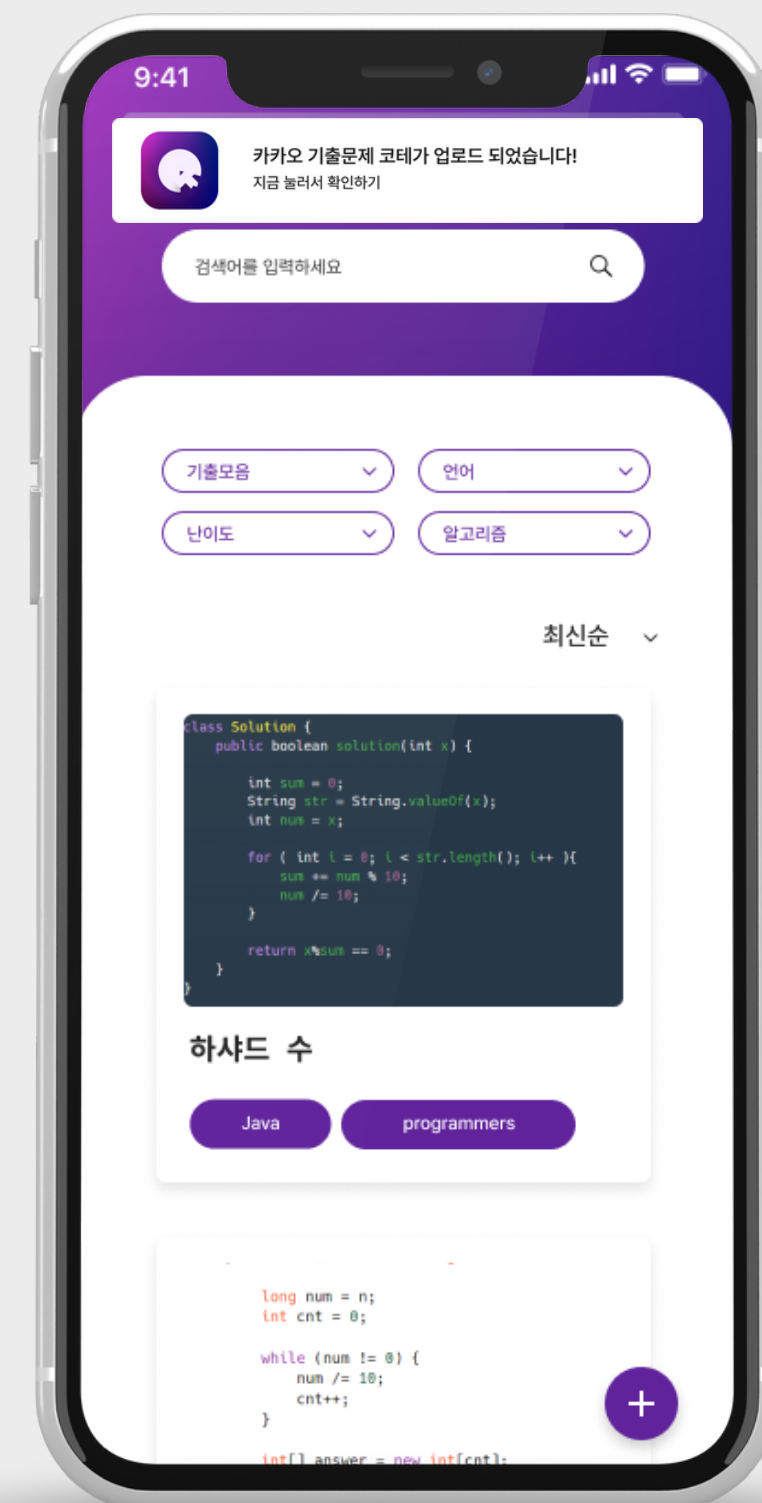 9:41
카카오 기출문제 코테가 업로드 되었습니다!
지금 눌러서 확인하기
검색어를 입력하세요
기출모음
언어
난이도
알고리즘
최신순
class Solution {
public boolean solution(int x) {
int sum = 0;
String str = String.valueOf(x);
int num = x;
for ( int i = 0; i < str.length(); i++ ){
sum += num % 10;
num /= 10;
}
return x%sum == 0;
}
}
하샤드 수
Java
programmers
long num = n;
int cnt = 0;
while (num != 0) {
num /= 10;
cnt++;
}
int[] answer = new int[cnt];
+